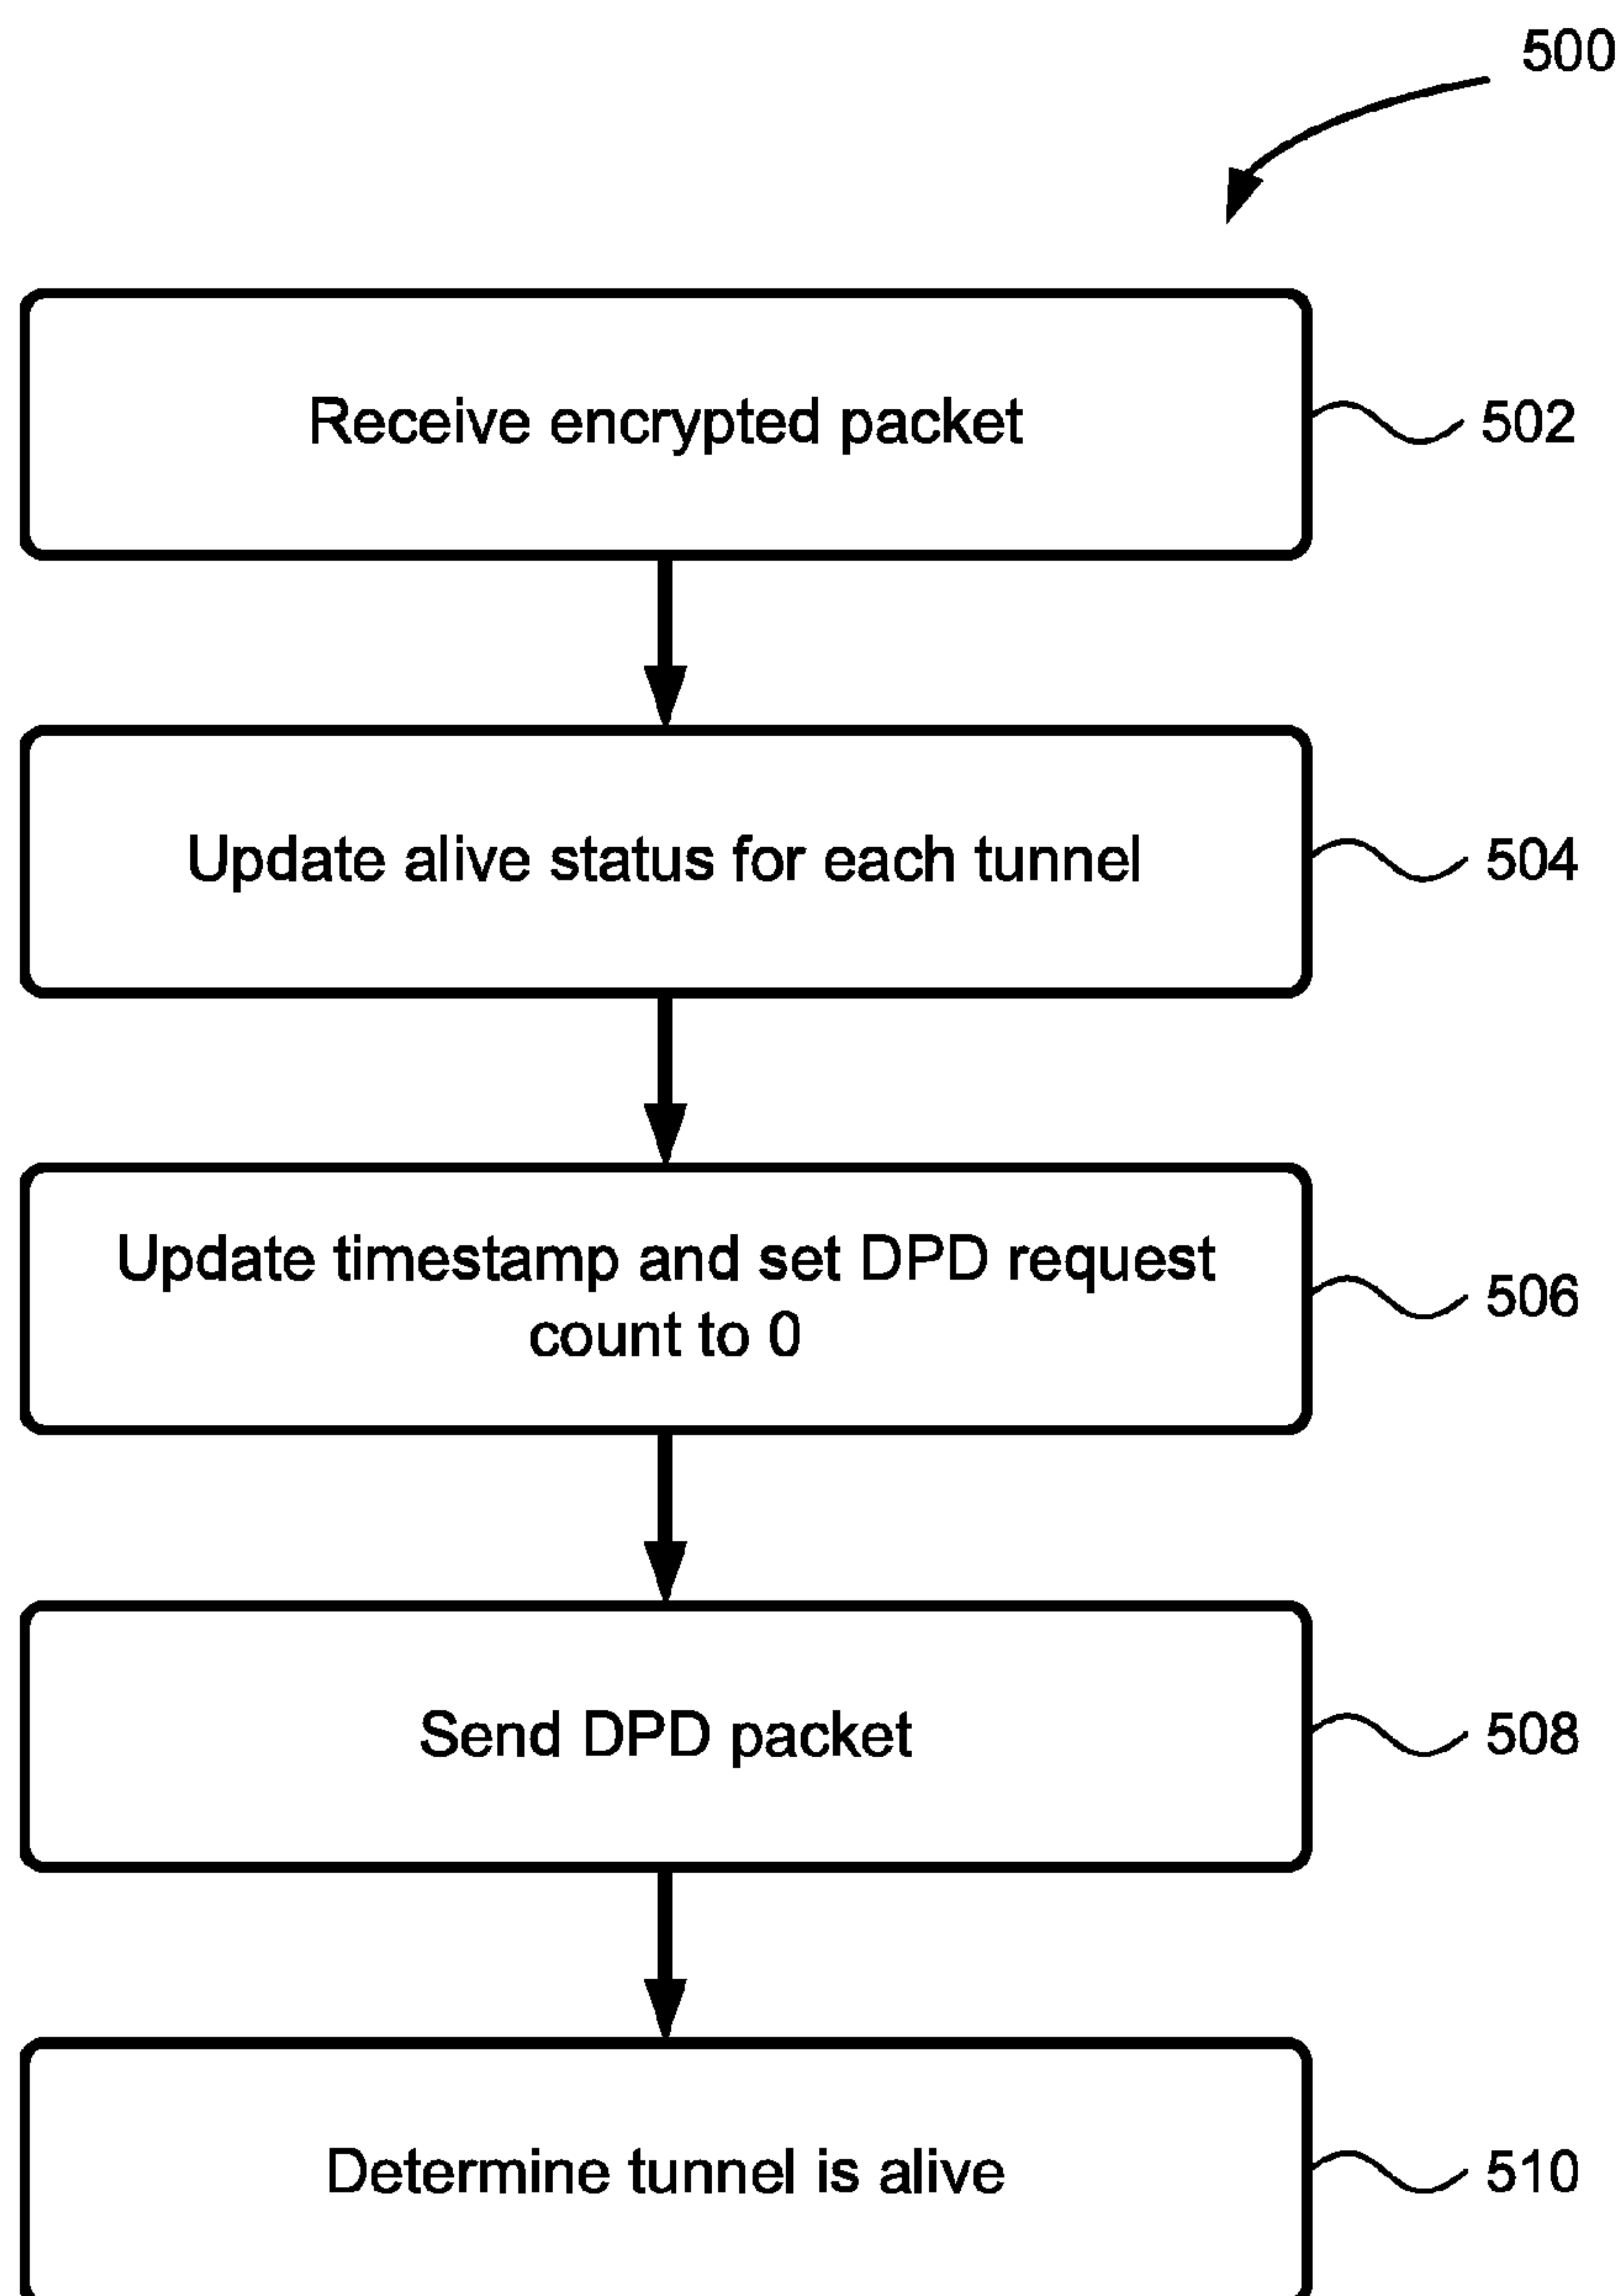 500
Receive encrypted packet
502
Update alive status for each tunnel
504
Update timestamp and set DPD request
count to 0
506
Send DPD packet
508
Determine tunnel is alive
510